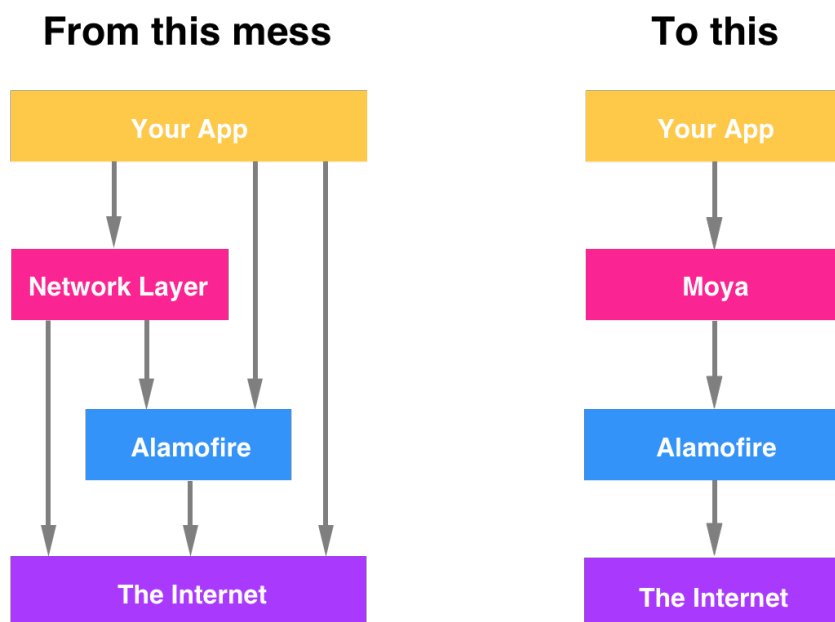 From this mess
Your App
Network Layer
Alamofire
The Internet
To this
Your App
Moya
Alamofire
The Internet